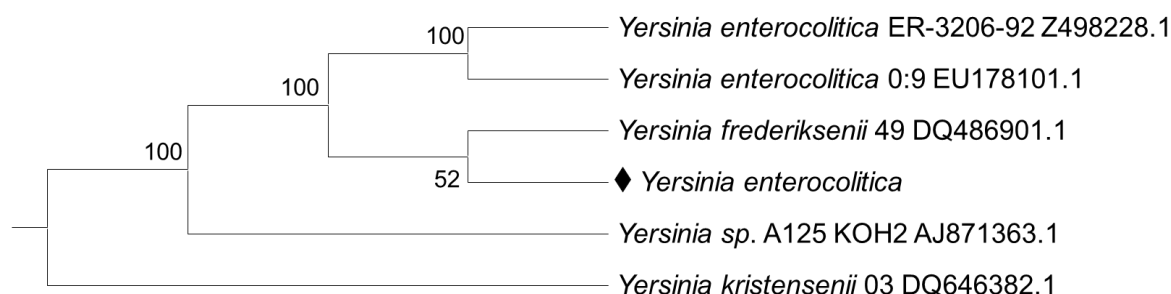 Yersinia enterocolitica ER-3206-92 Z498228.1
100
Yersinia enterocolitica 0:9 EU178101.1
100
Yersinia frederiksenii 49 DQ486901.1
100
52
Yersinia enterocolitica
Yersinia sp. A125 KOH2 AJ871363.1
Yersinia kristensenii 03 DQ646382.1